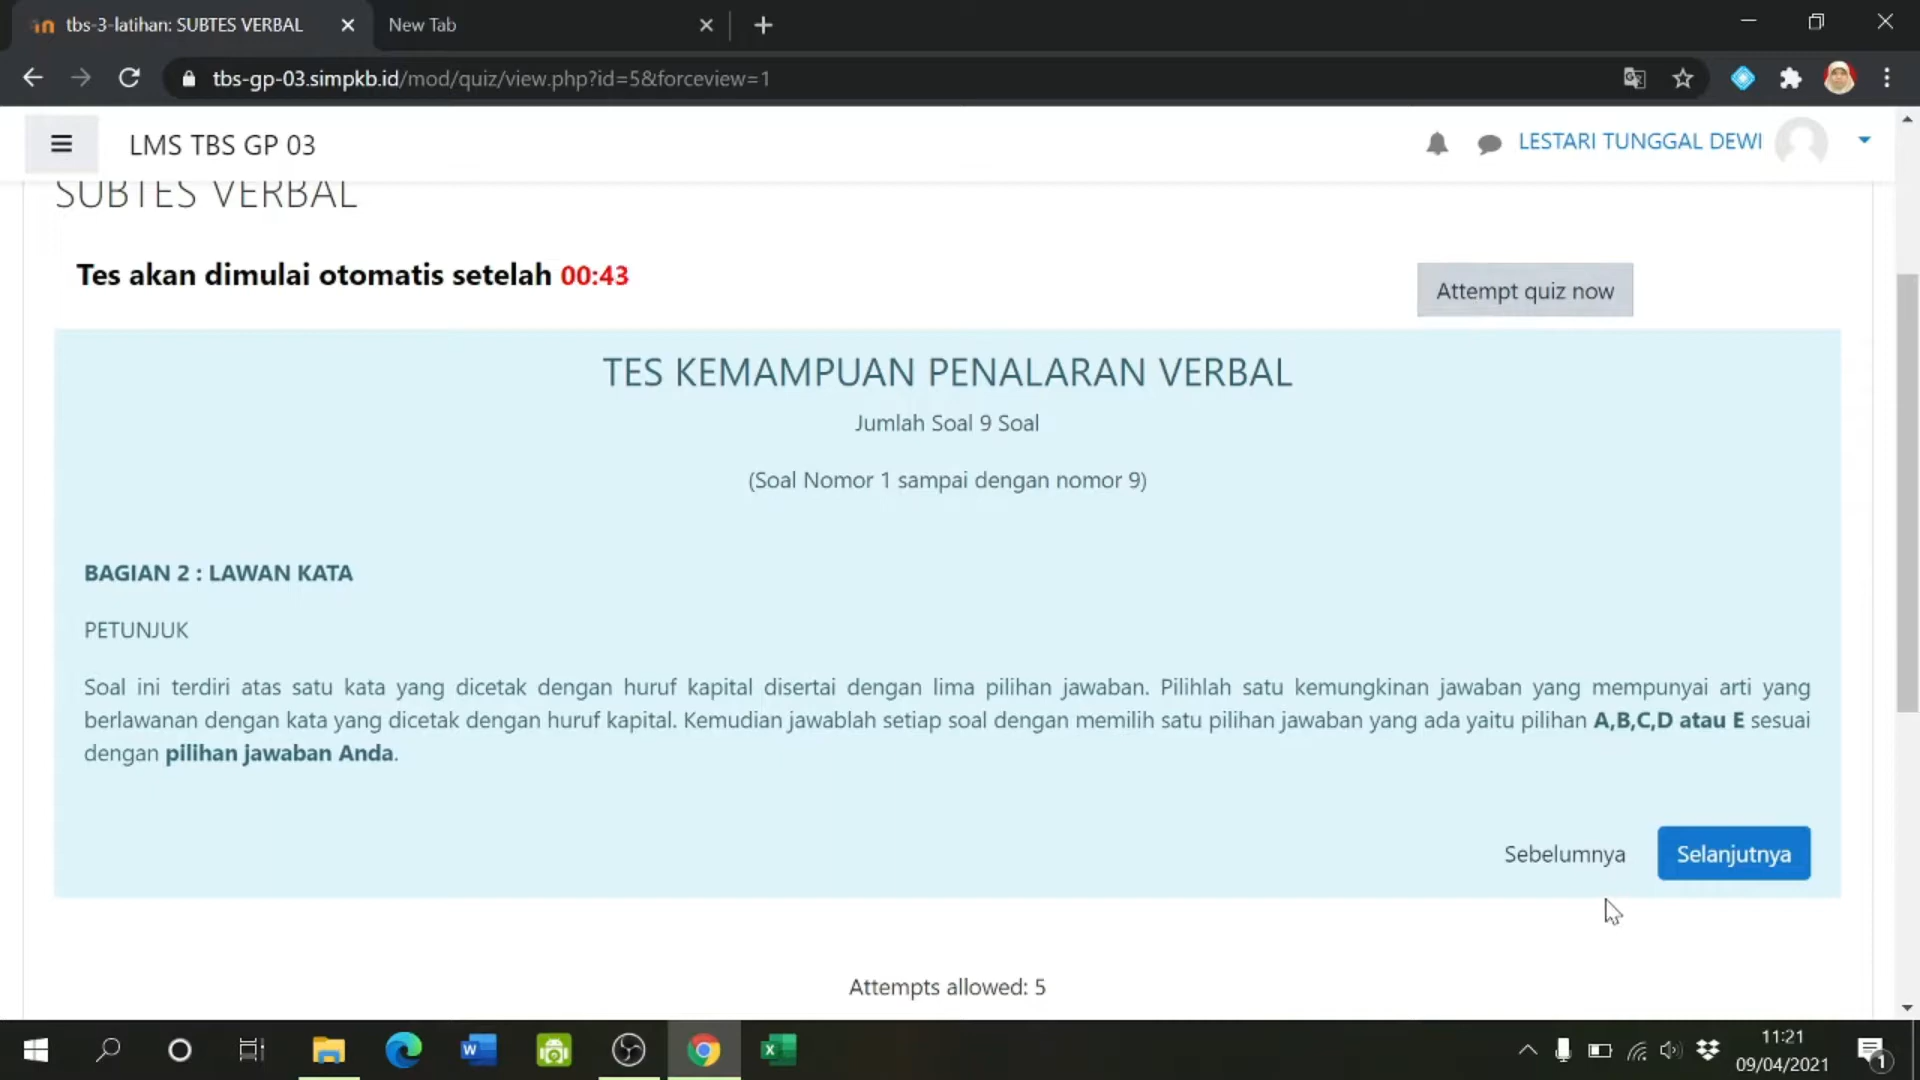 tbs-3-latihan: SUBTES VERBAL
New Tab
tbs-gp-03.simpkb.id/mod/quiz/view.php?id=5&forceview=1
LMS TBS GP 03
LESTARI TUNGGAL DEWI
SUBTES VERBAL
Tes akan dimulai otomatis setelah 00:43
Attempt quiz now
TES KEMAMPUAN PENALARAN VERBAL
Jumlah Soal 9 Soal
(Soal Nomor 1 sampai dengan nomor 9)
BAGIAN 2 : LAWAN KATA
PETUNJUK
Soal ini terdiri atas satu kata yang dicetak dengan huruf kapital disertai dengan lima pilihan jawaban. Pilihlah satu kemungkinan jawaban yang mempunyai arti yang
berlawanan dengan kata yang dicetak dengan huruf kapital. Kemudian jawablah setiap soal dengan memilih satu pilihan jawaban yang ada yaitu pilihan A,B,C,D atau E sesuai
dengan pilihan jawaban Anda.
Sebelumnya
Selanjutnya
Attempts allowed: 5
11:21
09/04/2021
1